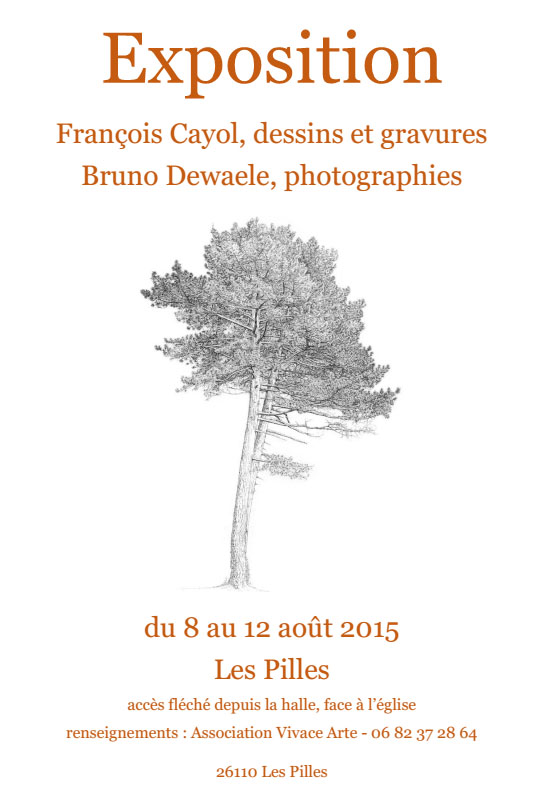 Exposition
François Cayol, dessins et gravures
Bruno Dewaele, photographies
du 8 au 12 août 2015
Les Pilles
accès fléché depuis la halle, face à l'église
renseignements : Association Vivace Arte - 06 82 37 28 64
26110 Les Pilles